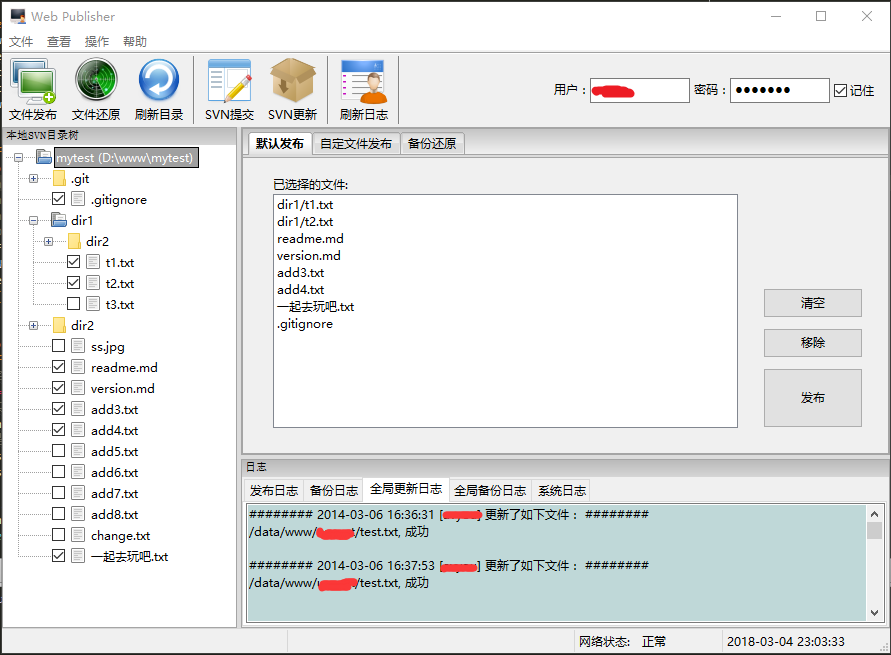 Web Publisher
文件 查看 操作 帮助
文件发布 文件还原 刷新目录 SVN提交 SVN更新 刷新日志
用户： 密码： ●●●●●●● 记住
本地SVN目录树
mytest (D:\www\mytest)
.git
.gitignore
dir1
dir2
t1.txt
t2.txt
t3.txt
dir2
ss.jpg
readme.md
version.md
add3.txt
add4.txt
add5.txt
add6.txt
add7.txt
add8.txt
change.txt
一起去玩吧.txt
默认发布 自定义文件发布 备份还原
已选择的文件:
dir1/t1.txt
dir1/t2.txt
readme.md
version.md
add3.txt
add4.txt
一起去玩吧.txt
.gitignore
清空
移除
发布
日志
发布日志 备份日志 全局更新日志 全局备份日志 系统日志
######## 2014-03-06 16:36:31 [] 更新了如下文件： ########
/data/www//test.txt, 成功
######## 2014-03-06 16:37:53 [] 更新了如下文件： ########
/data/www//test.txt, 成功
网络状态: 正常 2018-03-04 23:03:33